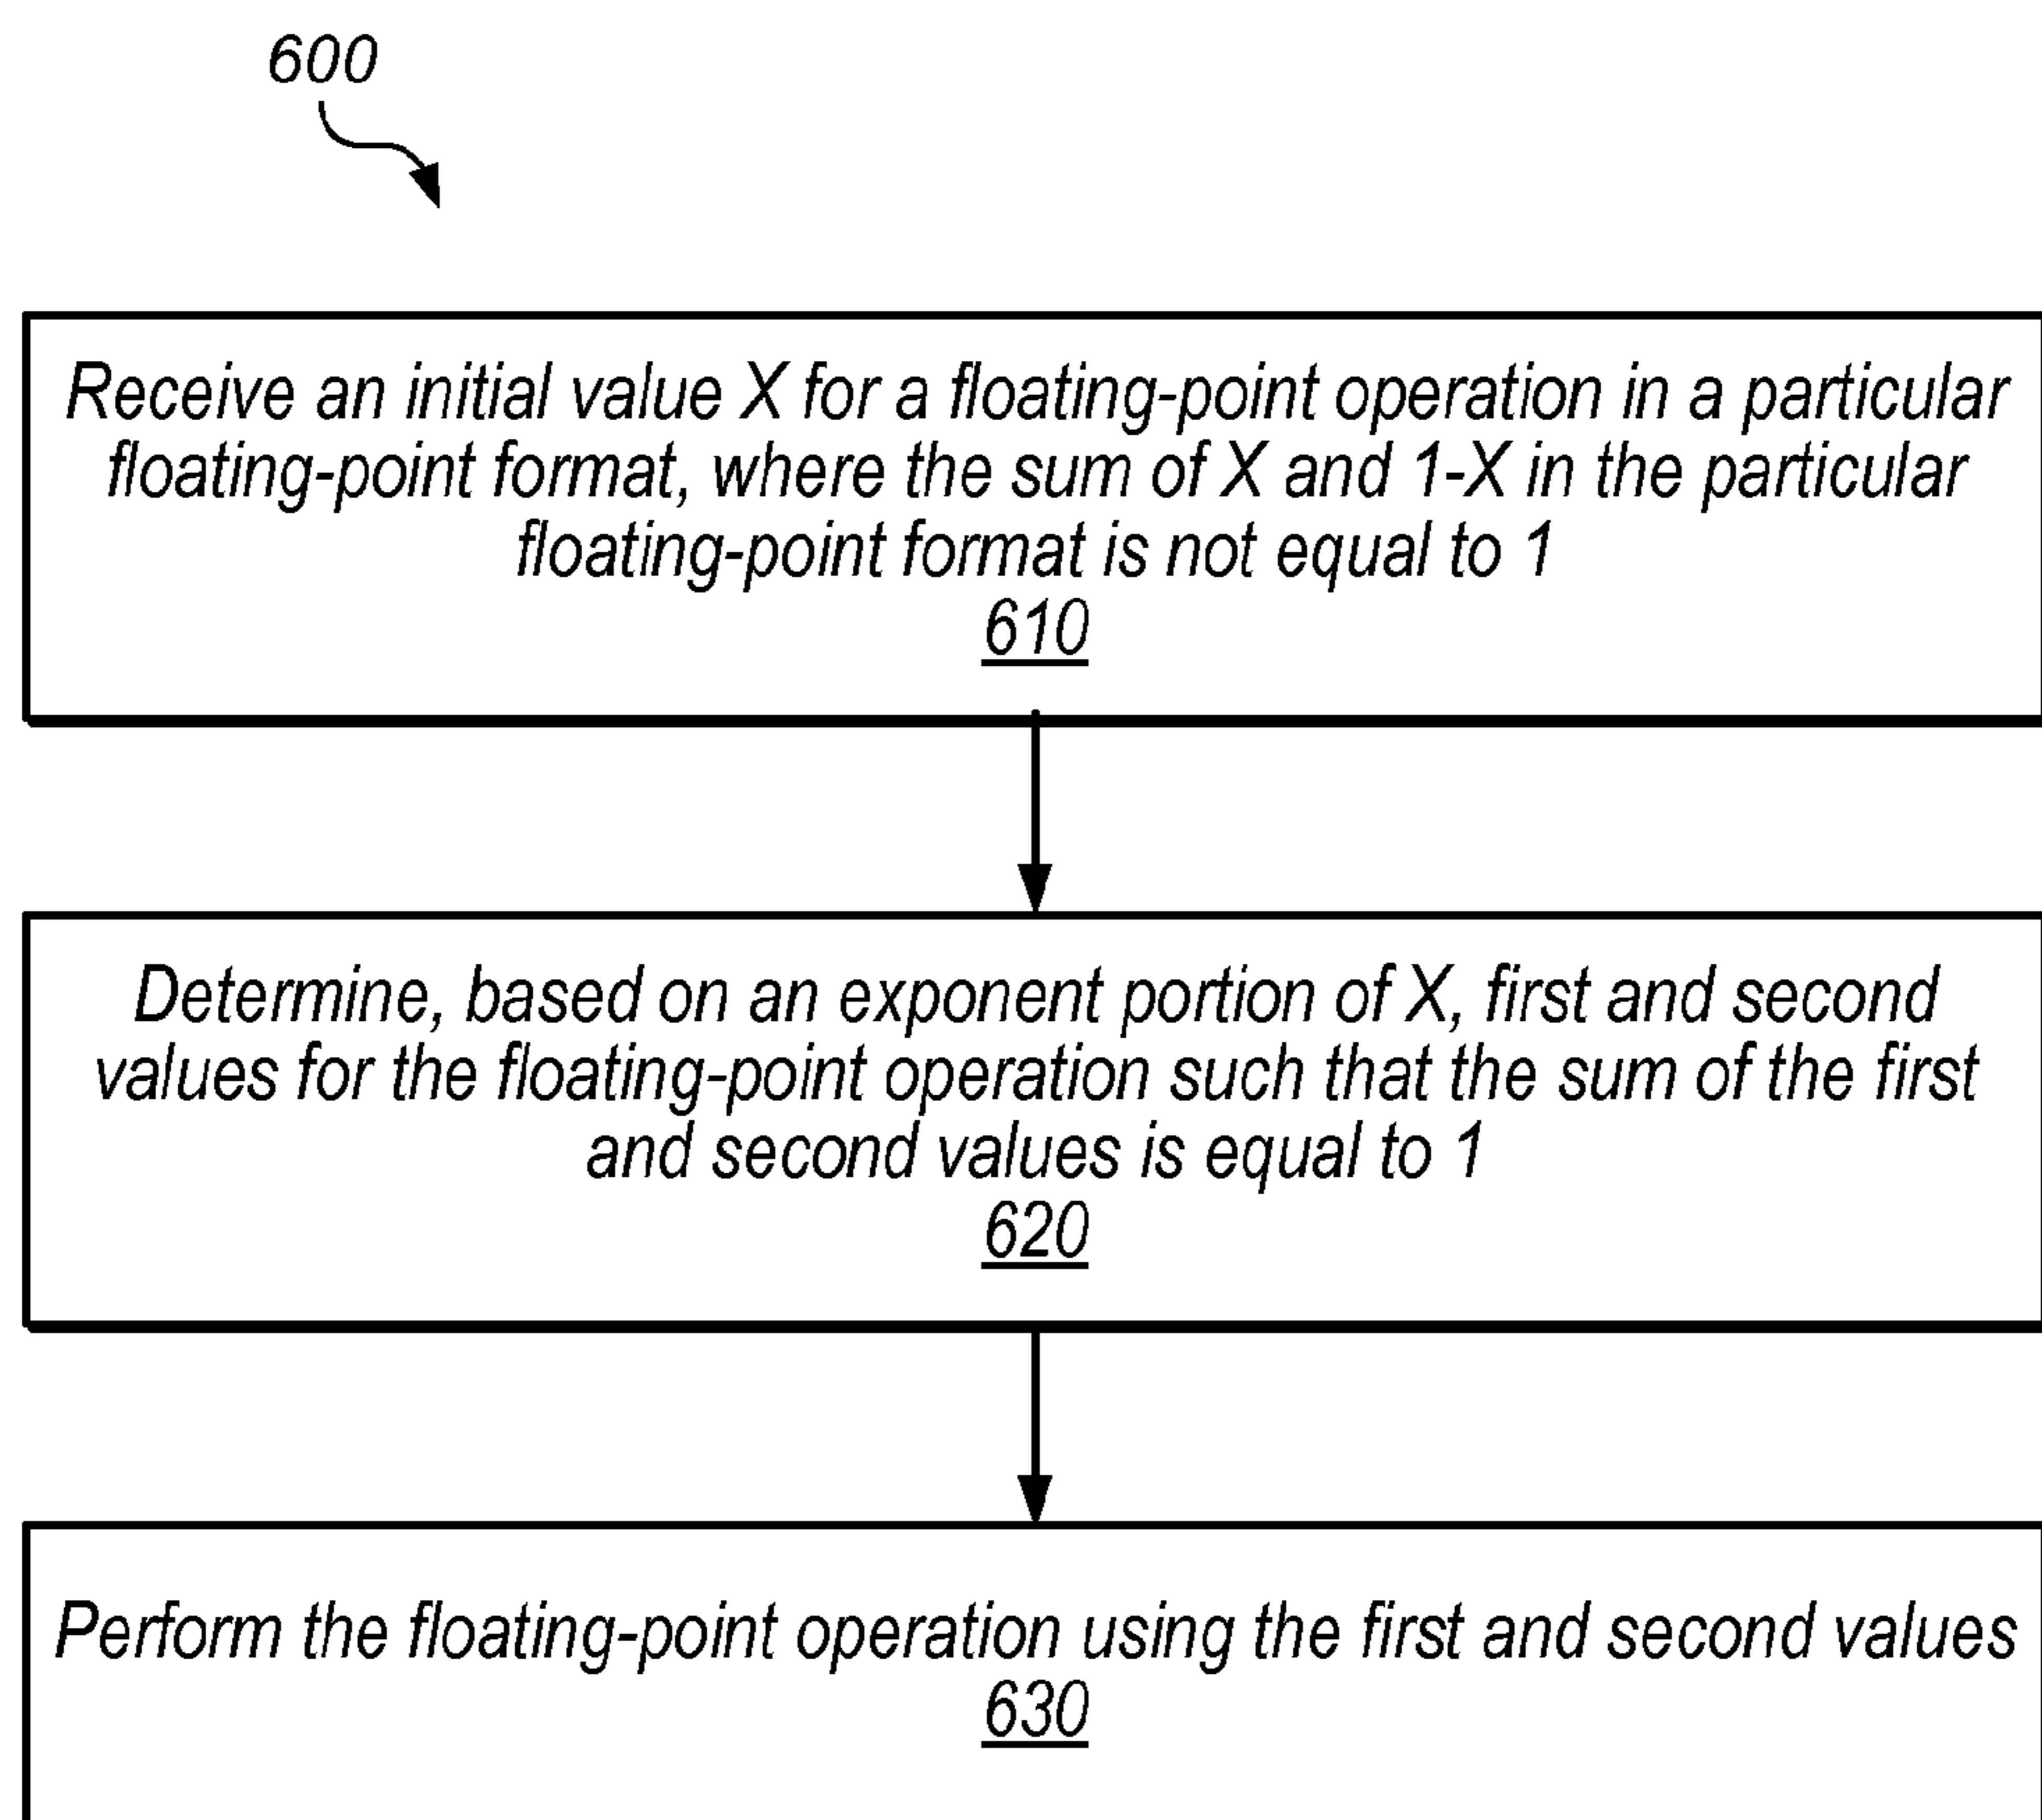 600
Receive an initial value X for a floating-point operation in a particular
floating-point format, where the sum of X and 1-X in the particular
floating-point format is not equal to 1
610
Determine, based on an exponent portion of X, first and second
values for the floating-point operation such that the sum of the first
and second values is equal to 1
620
Perform the floating-point operation using the first and second values
630